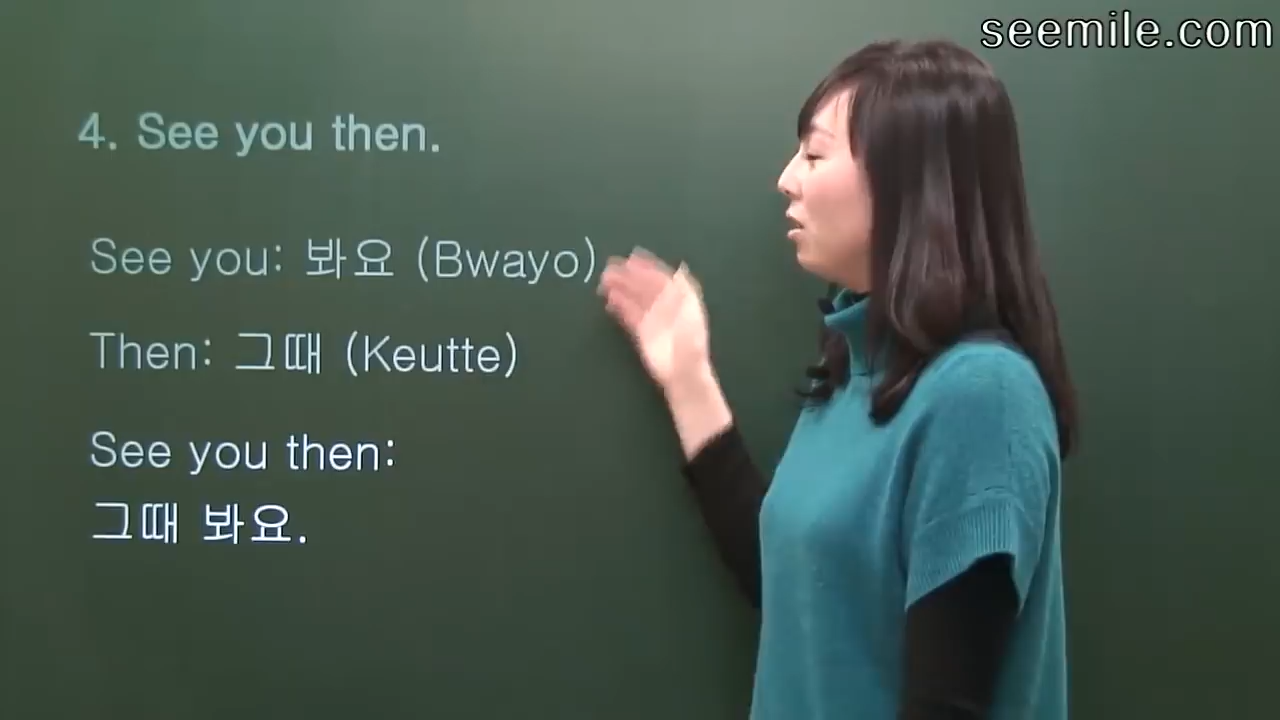 seemile.com
4. See you then.
See you: 봐요 (Bwayo)
Then: 그때 (Keutte)
See you then:
그때 봐요.